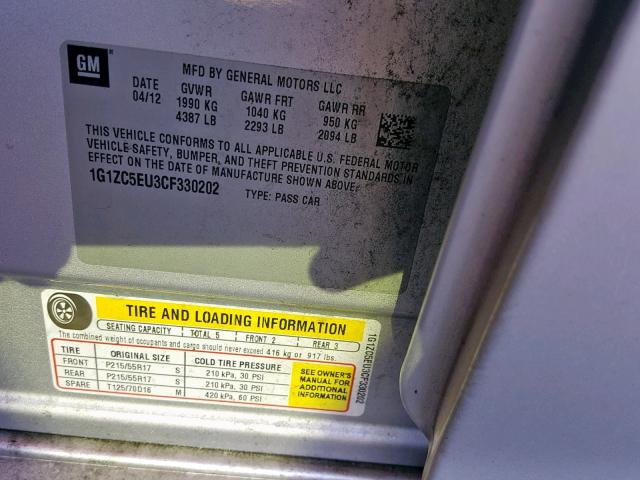 GM
MFD BY GENERAL MOTORS LLC
DATE GVWR GAWR FRT GAWR RR
04/12 1990 KG 1040 KG 950 KG
4387 LB 2293 LB 2094 LB
THIS VEHICLE CONFORMS TO ALL APPLICABLE U.S. FEDERAL MOTOR
VEHICLE SAFETY, BUMPER, AND THEFT PREVENTION STANDARDS IN
EFFECT ON THE DATE OF MANUFACTURE SHOWN ABOVE.
1G1ZC5EU3CF330202 TYPE: PASS CAR
TIRE AND LOADING INFORMATION
SEATING CAPACITY TOTAL 5 FRONT 2 REAR 3
The combined weight of occupants and cargo should never exceed 416 kg or 917 lbs.
TIRE ORIGINAL SIZE COLD TIRE PRESSURE
FRONT P215/55R17 S 210 kPa, 30 PSI
REAR P215/55R17 S 210 kPa, 30 PSI
SPARE T125/70D16 M 420 kPa, 60 PSI
SEE OWNER'S
MANUAL FOR
ADDITIONAL
INFORMATION
1G1ZC5EU3CF330202